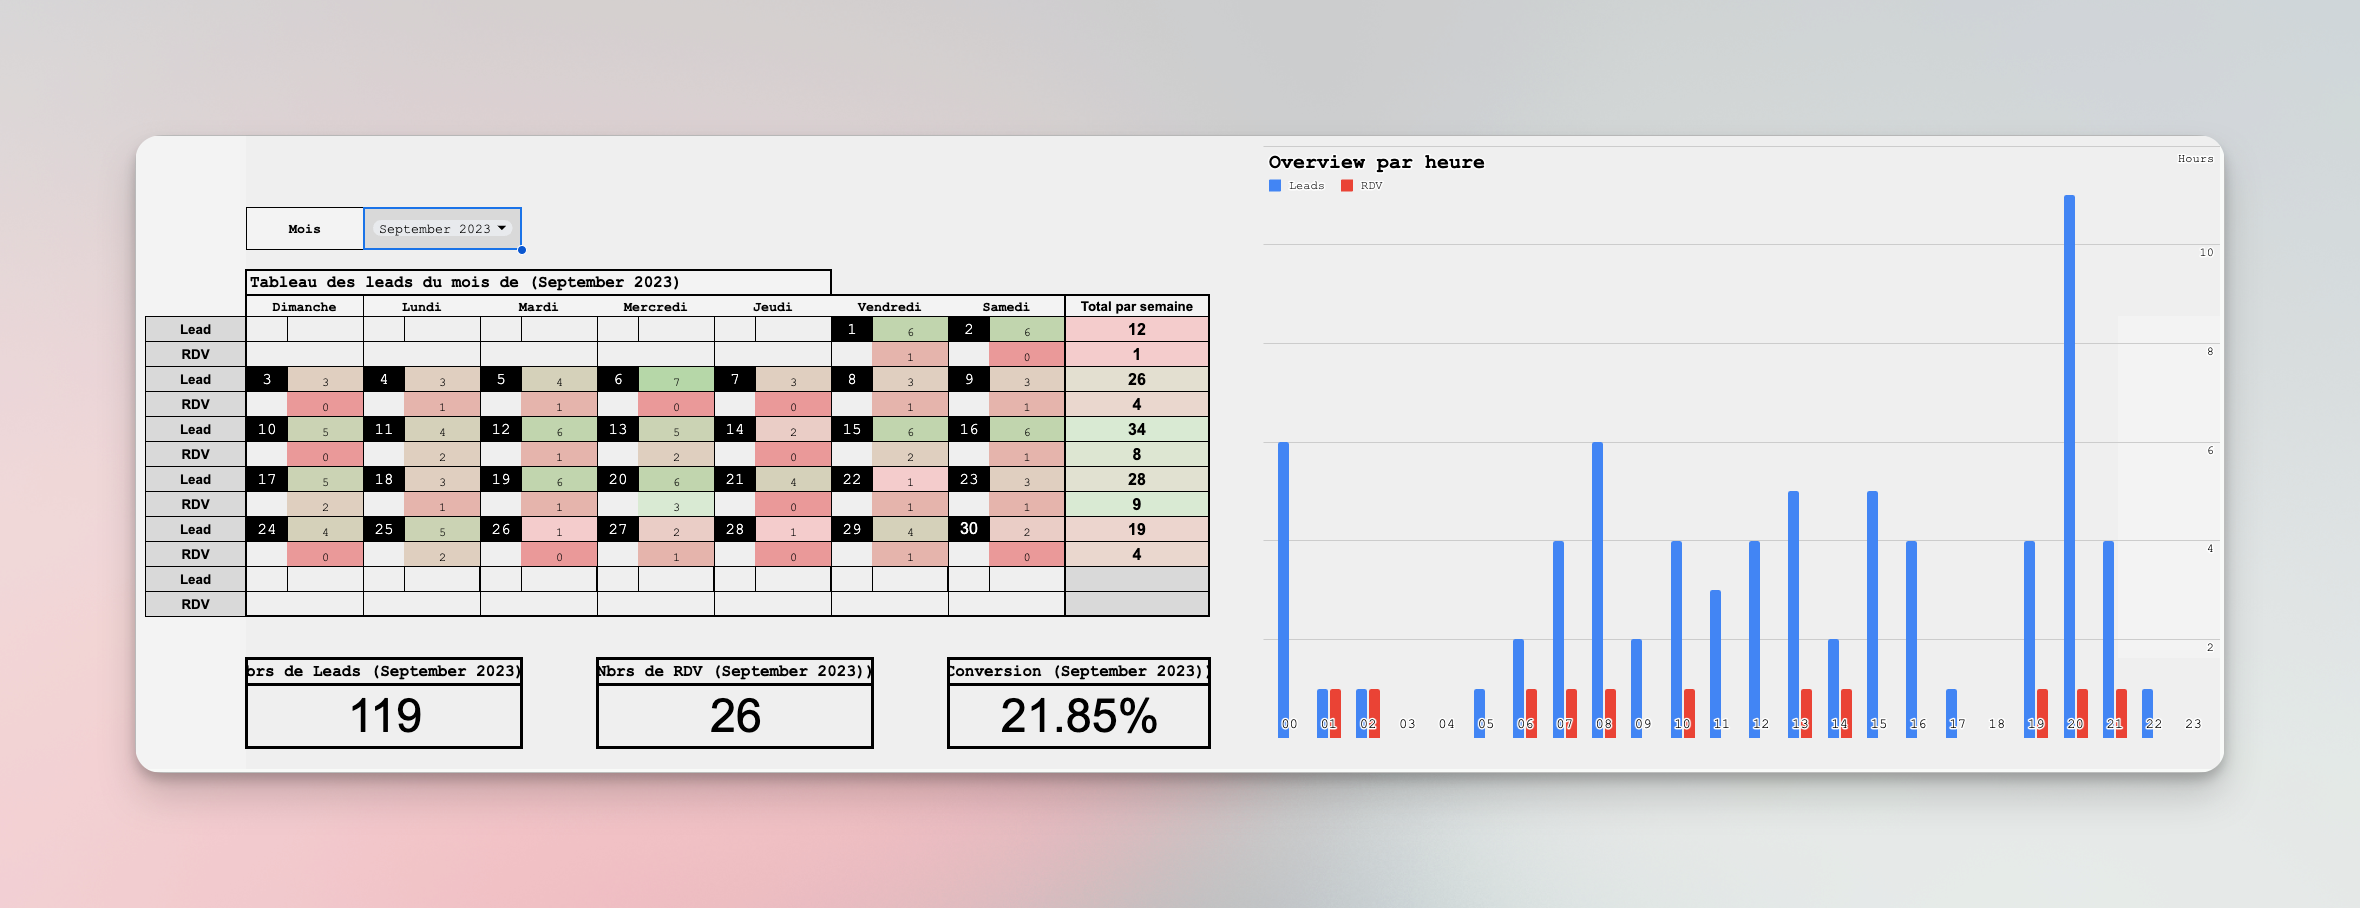 Mois September 2023
Tableau des leads du mois de (September 2023)
Dimanche Lundi Mardi Mercredi Jeudi Vendredi Samedi Total par semaine
Lead 1 6 2 6 12
RDV 1 0 1
Lead 3 3 4 3 5 4 6 7 7 3 8 3 9 3 26
RDV 0 1 1 0 0 1 1 4
Lead 10 5 11 4 12 6 13 5 14 2 15 6 16 6 34
RDV 0 2 1 2 0 2 1 8
Lead 17 5 18 3 19 6 20 6 21 4 22 1 23 3 28
RDV 2 1 1 3 0 1 1 9
Lead 24 4 25 5 26 1 27 2 28 1 29 4 30 2 19
RDV 0 2 0 1 0 1 0 4
Lead
RDV
brs de Leads (September 2023)
119
Nbrs de RDV (September 2023))
26
Conversion (September 2023))
21.85%
Overview par heure
Hours
Leads RDV
10
8
6
4
2
00 01 02 03 04 05 06 07 08 09 10 11 12 13 14 15 16 17 18 19 20 21 22 23